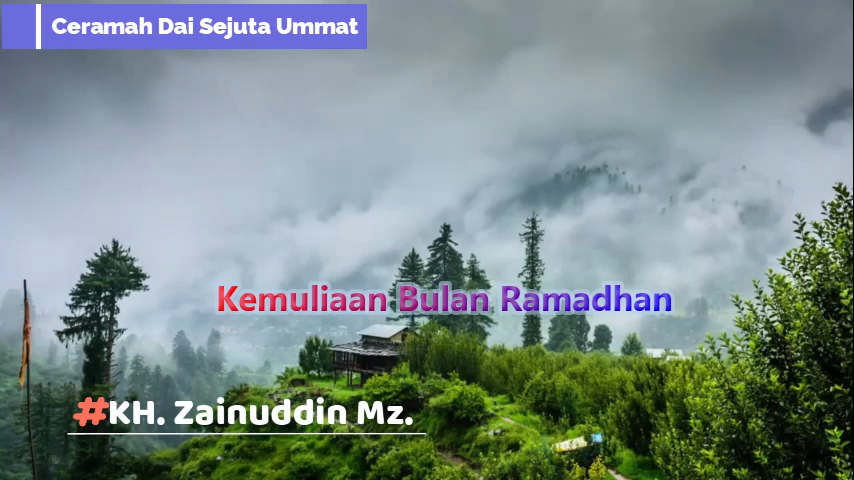 Ceramah Dai Sejuta Ummat
Kemuliaan Bulan Ramadhan
#KH. Zainuddin Mz.